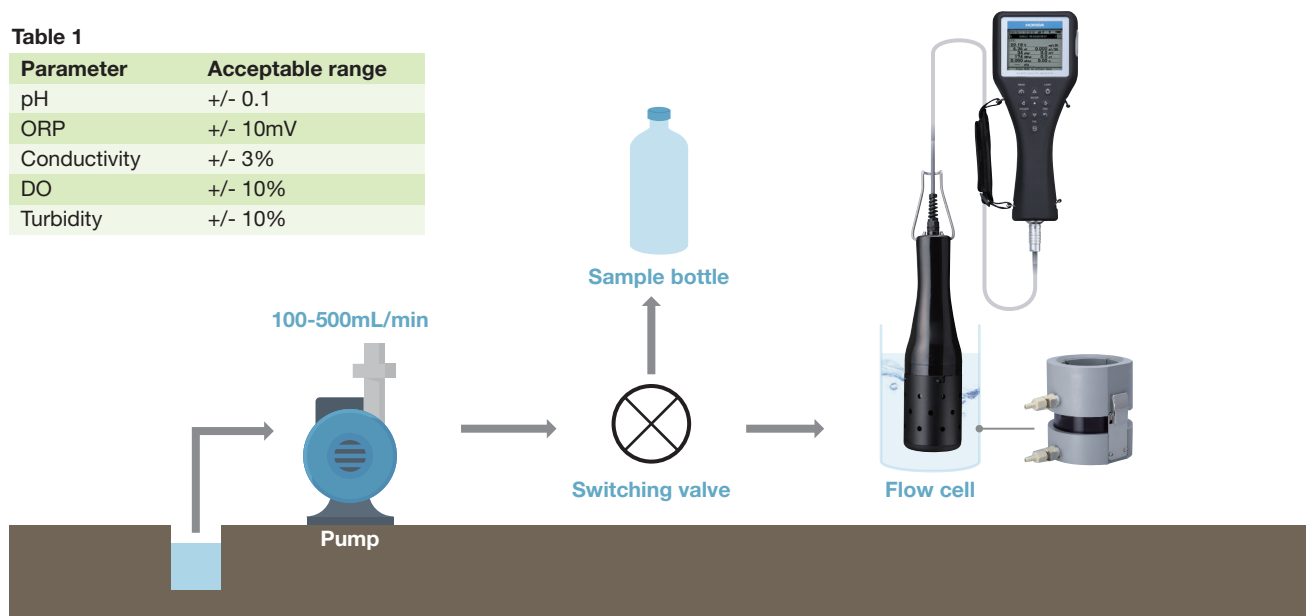 Table 1
Parameter Acceptable range
pH +/- 0.1
ORP +/- 10mV
Conductivity +/- 3%
DO +/- 10%
Turbidity +/- 10%
HORIBA
Sample bottle
100-500mL/min
Switching valve
Flow cell
Pump